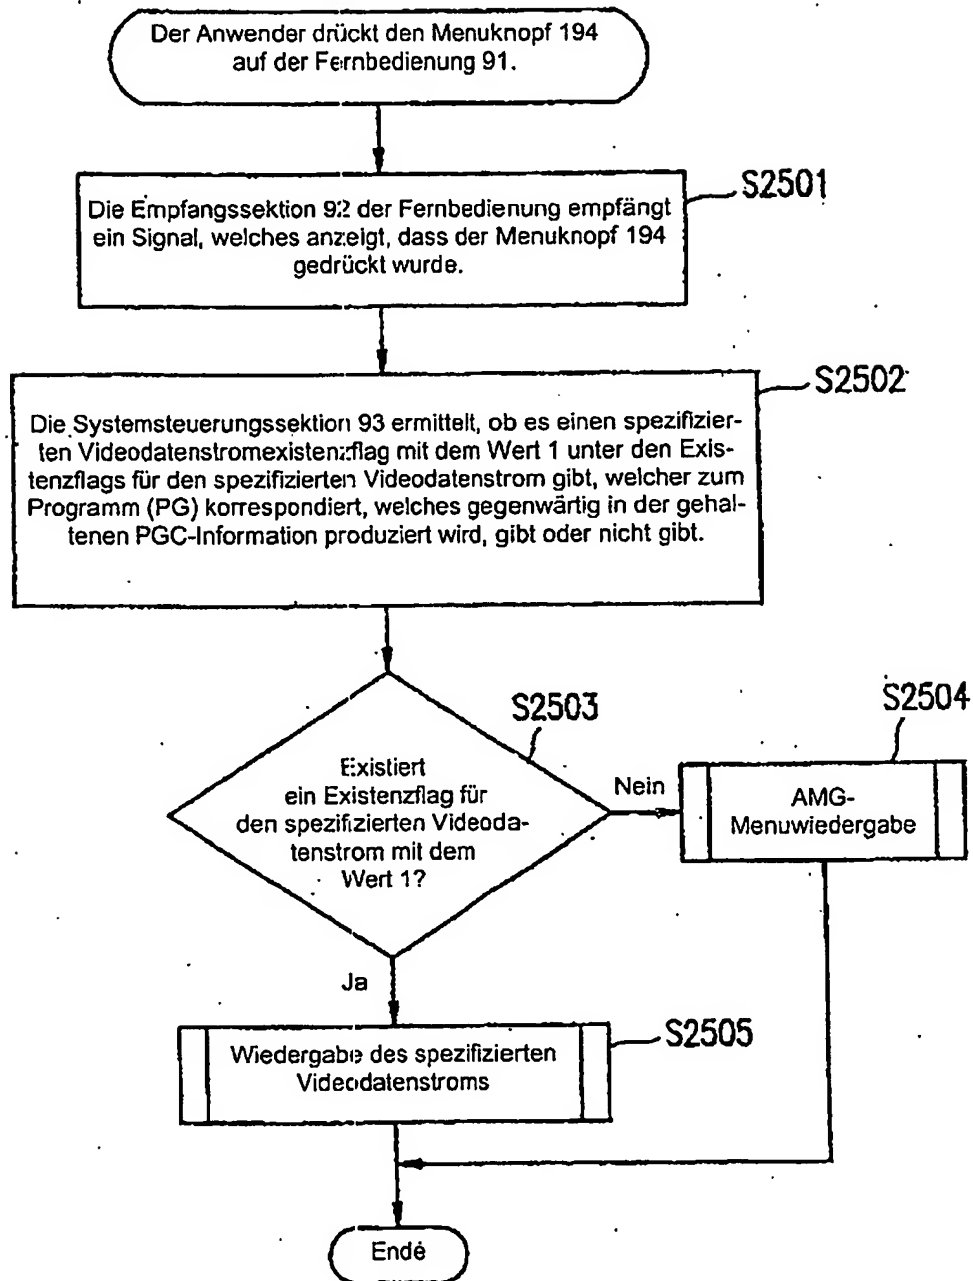 Der Anwender drückt den Menuknopf 194
auf der Fernbedienung 91.
S2501
Die Empfangssektion 92 der Fernbedienung empfängt
ein Signal, welches anzeigt, dass der Menuknopf 194
gedrückt wurde.
S2502
Die Systemsteuerungssektion 93 ermittelt, ob es einen spezifizier-
ten Videodatenstromexistenzflag mit dem Wert 1 unter den Exis-
tenzflags für den spezifizierten Videodatenstrom gibt, welcher zum
Programm (PG) korrespondiert, welches gegenwärtig in der gehal-
tenen PGC-Information produziert wird, gibt oder nicht gibt.
S2503
S2504
Existiert
ein Existenzflag für
den spezifizierten Videoda-
tenstrom mit dem
Wert 1?
Nein
AMG-
Menuwiedergabe
Ja
S2505
Wiedergabe des spezifizierten
Videodatenstroms
Ende